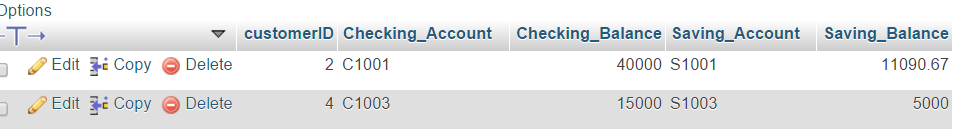 Options
customerID Checking_Account Checking_Balance Saving_Account Saving_Balance
Edit Copy Delete 2 C1001 40000 S1001 11090.67
Edit Copy Delete 4 C1003 15000 S1003 5000